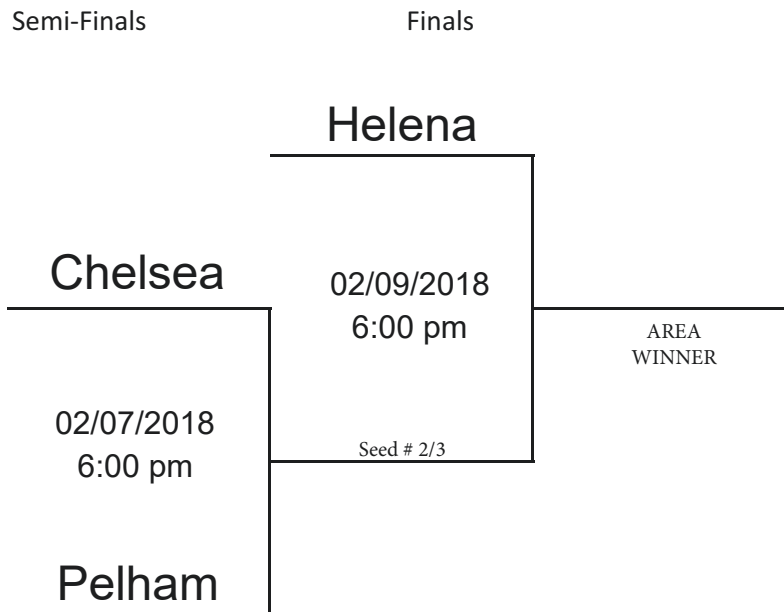 Semi-Finals
Finals
Helena
Chelsea
02/09/2018
6:00 pm
AREA
WINNER
02/07/2018
6:00 pm
Seed # 2/3
Pelham